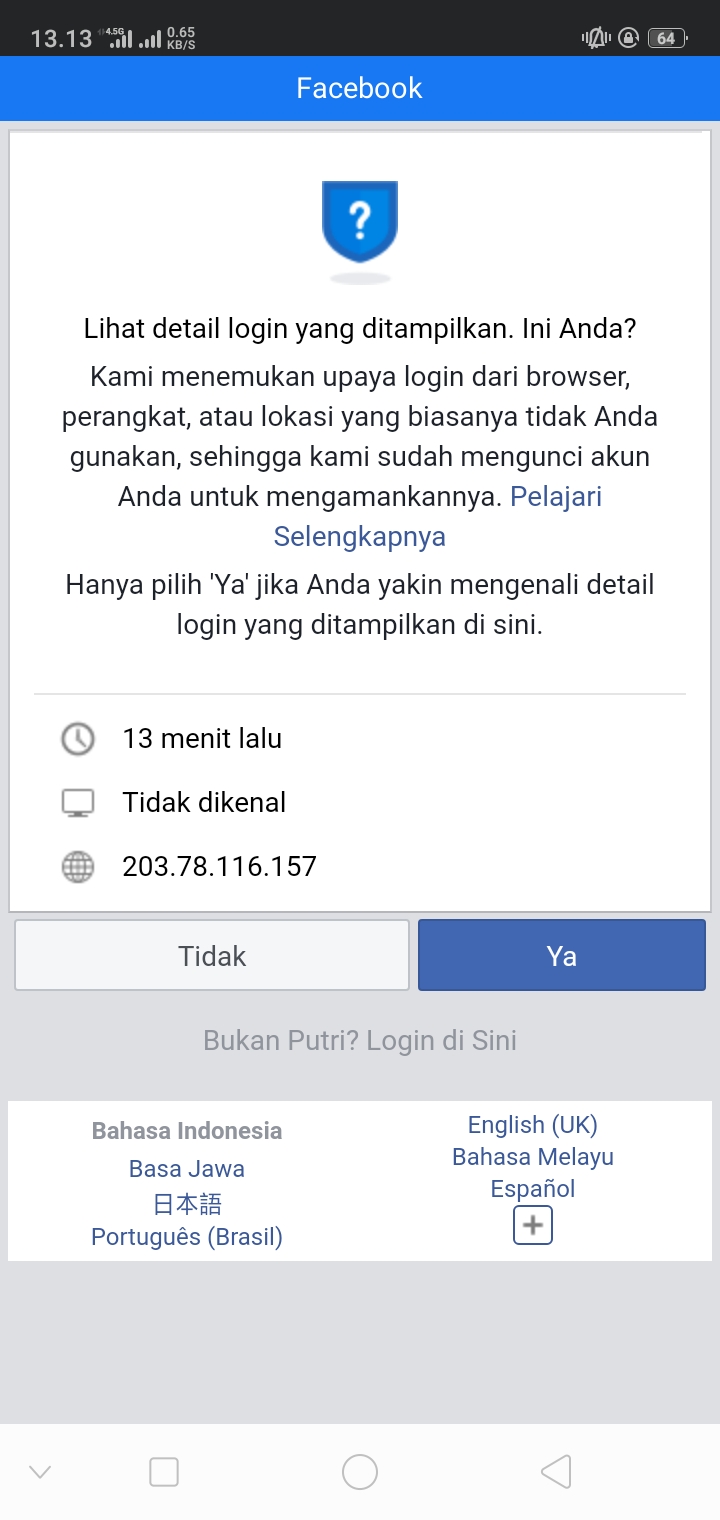 13.13 4.5G 0.65 KB/S 64
Facebook
Lihat detail login yang ditampilkan. Ini Anda?
Kami menemukan upaya login dari browser,
perangkat, atau lokasi yang biasanya tidak Anda
gunakan, sehingga kami sudah mengunci akun
Anda untuk mengamankannya. Pelajari
Selengkapnya
Hanya pilih 'Ya' jika Anda yakin mengenali detail
login yang ditampilkan di sini.
13 menit lalu
Tidak dikenal
203.78.116.157
Tidak
Ya
Bukan Putri? Login di Sini
Bahasa Indonesia
Basa Jawa
日本語
Português (Brasil)
English (UK)
Bahasa Melayu
Español